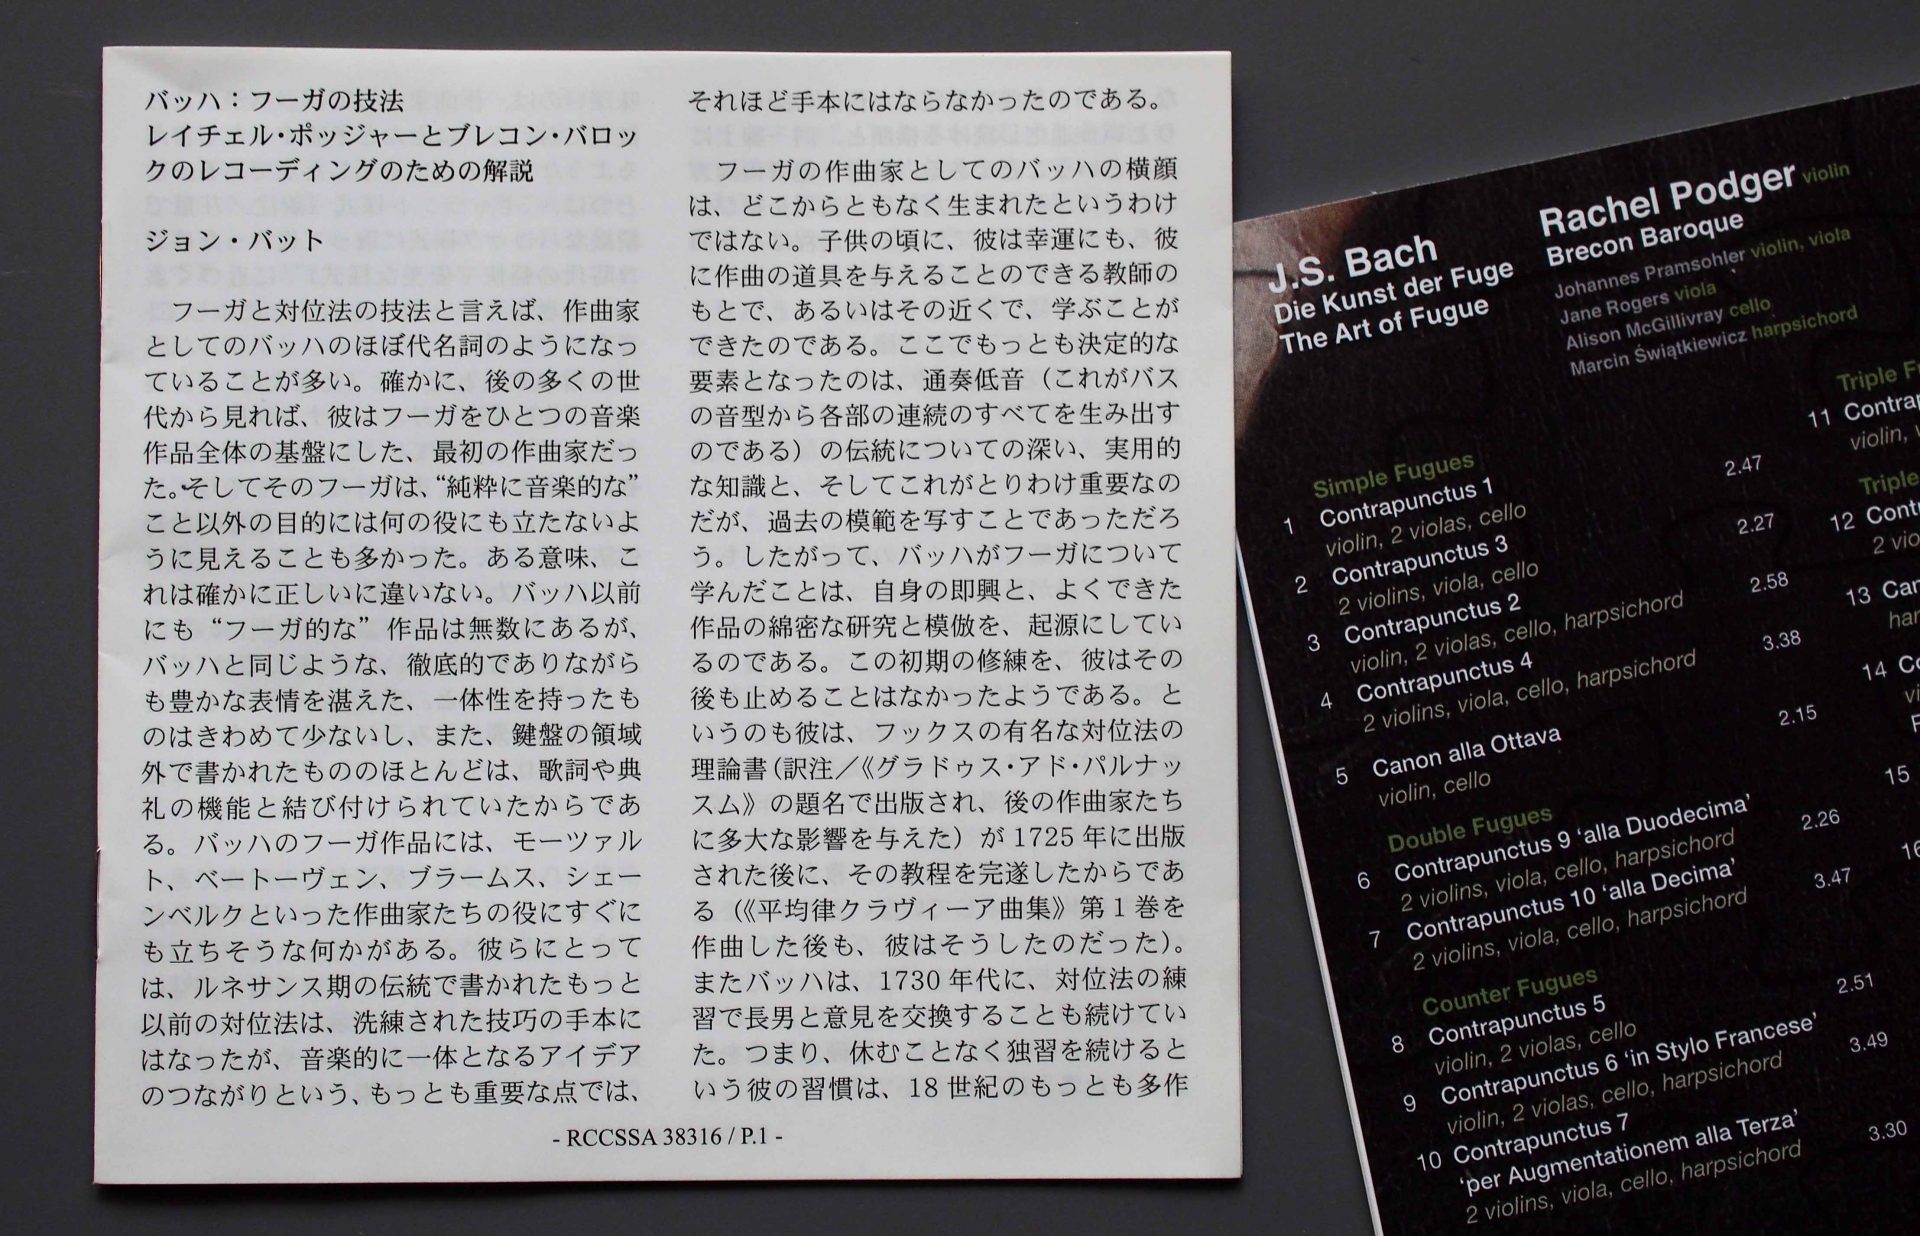 バッハ：フーガの技法
レイチェル・ポッジャーとブレコン・バロッ
クのレコーディングのための解説
ジョン・バット
フーガと対位法の技法と言えば、作曲家
としてのバッハのほぼ代名詞のようになっ
ていることが多い。確かに、後の多くの世
代から見れば、彼はフーガをひとつの音楽
作品全体の基盤にした、最初の作曲家だっ
た。そしてそのフーガは、“純粋に音楽的な”
こと以外の目的には何の役にも立たないよ
うに見えることも多かった。ある意味、こ
れは確かに正しいに違いない。バッハ以前
にも“フーガ的な”作品は無数にあるが、
バッハと同じような、徹底的でありながら
も豊かな表情を湛えた、一体性を持ったも
のはきわめて少ないし、また、鍵盤の領域
外で書かれたもののほとんどは、歌詞や典
礼の機能と結び付けられていたからであ
る。バッハのフーガ作品には、モーツァル
ト、ベートーヴェン、ブラームス、シェー
ンベルクといった作曲家たちの役にすぐに
も立ちそうな何かがある。彼らにとって
は、ルネサンス期の伝統で書かれたもっと
以前の対位法は、洗練された技巧の手本に
はなったが、音楽的に一体となるアイデア
のつながりという、もっとも重要な点では、
それほど手本にはならなかったのである。
フーガの作曲家としてのバッハの横顔
は、どこからともなく生まれたというわけ
ではない。子供の頃に、彼は幸運にも、彼
に作曲の道具を与えることのできる教師の
もとで、あるいはその近くで、学ぶことが
できたのである。ここでもっとも決定的な
要素となったのは、通奏低音（これがバス
の音型から各部の連続のすべてを生み出す
のである）の伝統についての深い、実用的
な知識と、そしてこれがとりわけ重要なの
だが、過去の模範を写すことであっただろ
う。したがって、バッハがフーガについて
学んだことは、自身の即興と、よくできた
作品の綿密な研究と模倣を、起源にしてい
るのである。この初期の修練を、彼はその
後も止めることはなかったようである。と
いうのも彼は、フックスの有名な対位法の
理論書（訳注／《グラドゥス・アド・パルナッ
スム》の題名で出版され、後の作曲家たち
に多大な影響を与えた）が 1725 年に出版
された後に、その教程を完遂したからであ
る（《平均律クラヴィーア曲集》第 1 巻を
作曲した後も、彼はそうしたのだった）。
またバッハは、1730 年代に、対位法の練
習で長男と意見を交換することも続けてい
た。つまり、休むことなく独習を続けると
いう彼の習慣は、18 世紀のもっとも多作
- RCCSSA 38316 / P.1 -
J.S. Bach
Die Kunst der Fuge
The Art of Fugue
Rachel Podger violin
Brecon Baroque
Johannes Pramsohler violin, viola
Jane Rogers viola
Alison McGillivray cello
Marcin Świątkiewicz harpsichord
Simple Fugues
1 Contrapunctus 1 2.47
violin, 2 violas, cello
2 Contrapunctus 3 2.27
2 violins, viola, cello
3 Contrapunctus 2 2.58
violin, 2 violas, cello, harpsichord
4 Contrapunctus 4 3.38
2 violins, viola, cello, harpsichord
5 Canon alla Ottava 2.15
violin, cello
Double Fugues
6 Contrapunctus 9 ‘alla Duodecima’ 2.26
2 violins, viola, cello, harpsichord
7 Contrapunctus 10 ‘alla Decima’ 3.47
2 violins, viola, cello, harpsichord
Counter Fugues
8 Contrapunctus 5 2.51
violin, 2 violas, cello
9 Contrapunctus 6 ‘in Stylo Francese’ 3.49
violin, 2 violas, cello, harpsichord
10 Contrapunctus 7
‘per Augmentationem alla Terza’ 3.30
2 violins, viola, cello, harpsichord
Triple
11
violin,
Triple
12
2
13
14
15
16